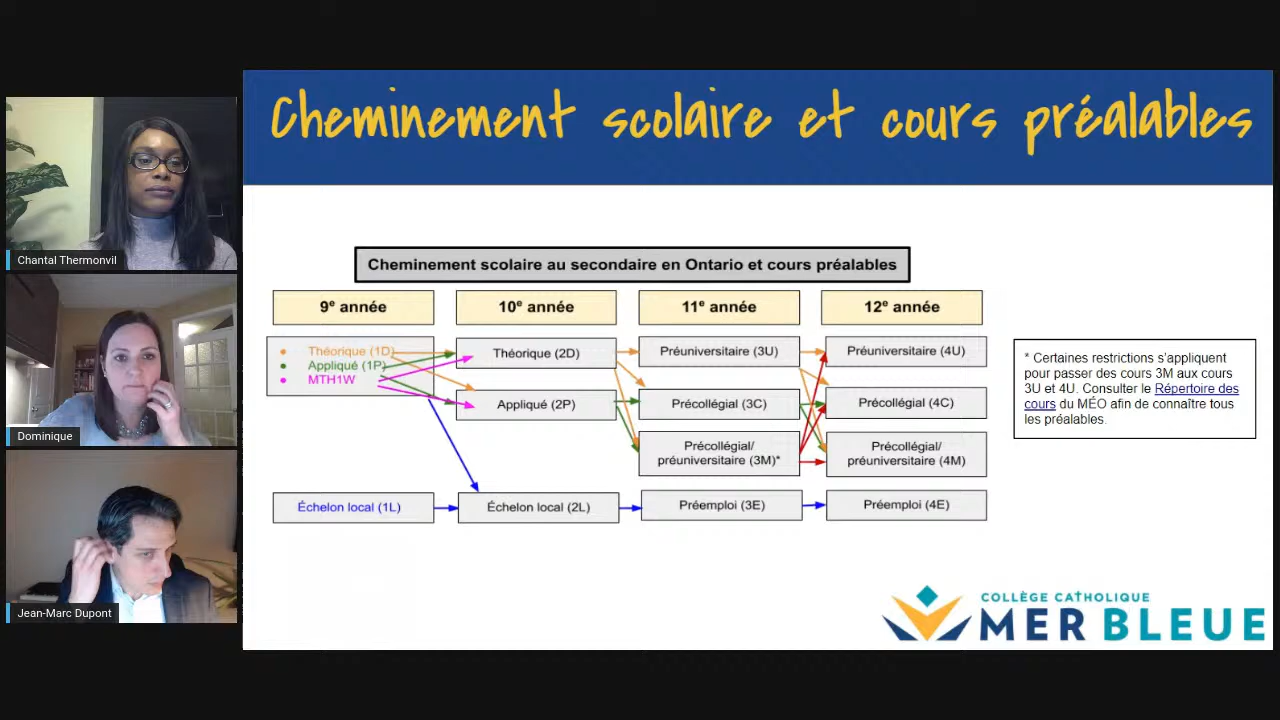 Cheminement scolaire et cours préalables
Chantal Thermonvil
Dominique
Jean-Marc Dupont
Cheminement scolaire au secondaire en Ontario et cours préalables
9e année
10e année
11e année
12e année
• Théorique (1D)
• Appliqué (1P)
• MTH1W
Théorique (2D)
Appliqué (2P)
Préuniversitaire (3U)
Précollégial (3C)
Précollégial/
préuniversitaire (3M)*
Préuniversitaire (4U)
Précollégial (4C)
Précollégial/
préuniversitaire (4M)
Échelon local (1L)
Échelon local (2L)
Préemploi (3E)
Préemploi (4E)
* Certaines restrictions s'appliquent
pour passer des cours 3M aux cours
3U et 4U. Consulter le Répertoire des
cours du MÉO afin de connaître tous
les préalables.
COLLÈGE CATHOLIQUE
MER BLEUE